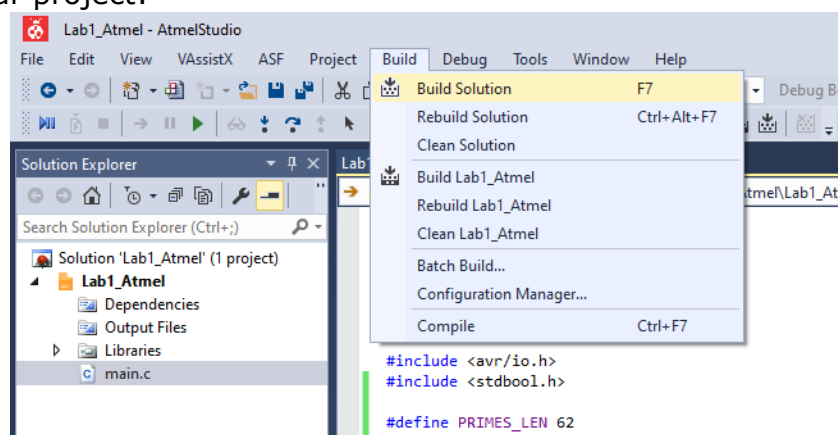 ur project.
Lab1_Atmel - AtmelStudio
File Edit View VAssistX ASF Project Build Debug Tools Window Help
Build Solution F7
Debug B
Rebuild Solution Ctrl+Alt+F7
Clean Solution
Solution Explorer
Lab1
Build Lab1_Atmel
tmel\Lab1_At
Rebuild Lab1_Atmel
Search Solution Explorer (Ctrl+;)
Clean Lab1_Atmel
Solution 'Lab1_Atmel' (1 project)
Batch Build...
Lab1_Atmel
Configuration Manager...
Dependencies
Output Files
Compile Ctrl+F7
Libraries
main.c
#include <avr/io.h>
#include <stdbool.h>
#define PRIMES_LEN 62